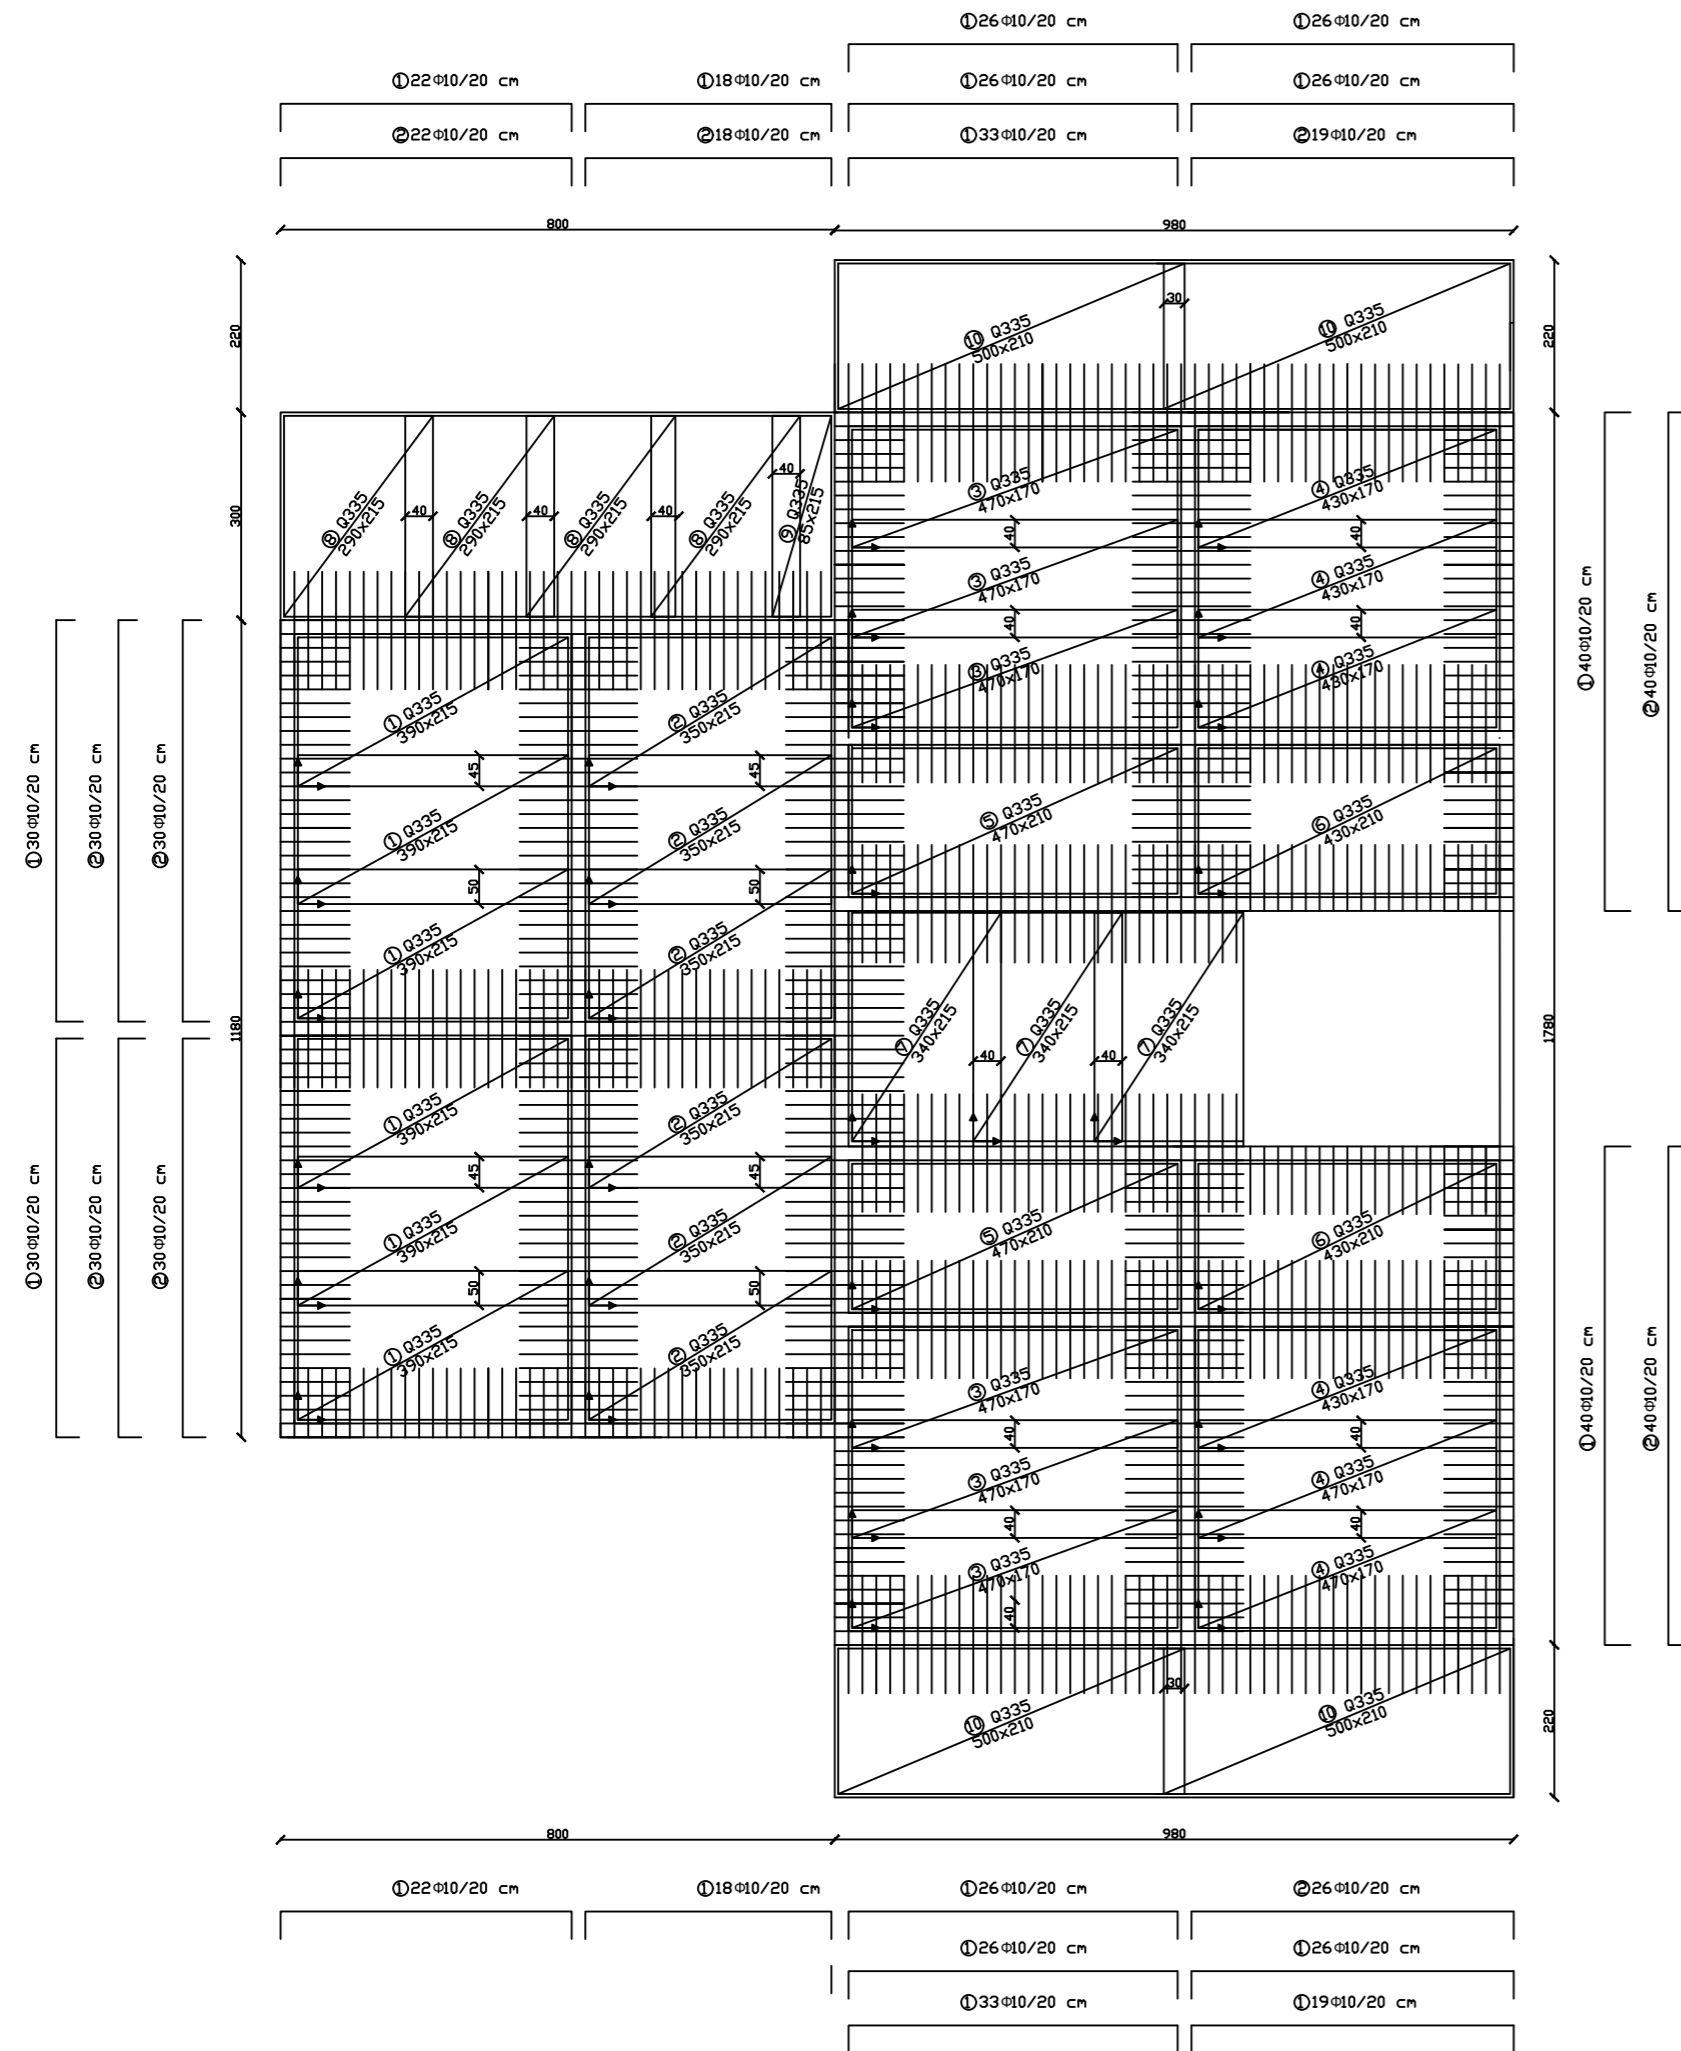 ①26Φ10/20 cm
①26Φ10/20 cm
①22Φ10/20 cm
①18Φ10/20 cm
①26Φ10/20 cm
①26Φ10/20 cm
②22Φ10/20 cm
②18Φ10/20 cm
①33Φ10/20 cm
②19Φ10/20 cm
800
980
220
220
30
⑩ Q335
500x210
⑩ Q335
500x210
300
⑧ Q335
290x215
40
⑧ Q335
290x215
40
⑧ Q335
290x215
40
⑧ Q335
290x215
40
⑨ Q335
85x215
③ Q335
470x170
40
④ Q335
430x170
40
③ Q335
470x170
40
④ Q335
430x170
40
③ Q335
470x170
④ Q335
430x170
①40Φ10/20 cm
②40Φ10/20 cm
①30Φ10/20 cm
②30Φ10/20 cm
②30Φ10/20 cm
① Q335
390x215
45
② Q335
350x215
45
① Q335
390x215
50
② Q335
350x215
50
① Q335
390x215
② Q335
350x215
⑤ Q335
470x210
⑥ Q335
430x210
1180
1780
⑦ Q335
340x215
40
⑦ Q335
340x215
40
⑦ Q335
340x215
①30Φ10/20 cm
②30Φ10/20 cm
②30Φ10/20 cm
① Q335
390x215
45
② Q335
350x215
45
① Q335
390x215
50
② Q335
350x215
50
① Q335
390x215
② Q335
350x215
⑤ Q335
470x210
⑥ Q335
430x210
③ Q335
470x170
40
④ Q335
430x170
40
③ Q335
470x170
40
④ Q335
470x170
40
③ Q335
470x170
40
④ Q335
470x170
①40Φ10/20 cm
②40Φ10/20 cm
30
⑩ Q335
500x210
⑩ Q335
500x210
220
800
980
①22Φ10/20 cm
①18Φ10/20 cm
①26Φ10/20 cm
②26Φ10/20 cm
①26Φ10/20 cm
①26Φ10/20 cm
①33Φ10/20 cm
①19Φ10/20 cm